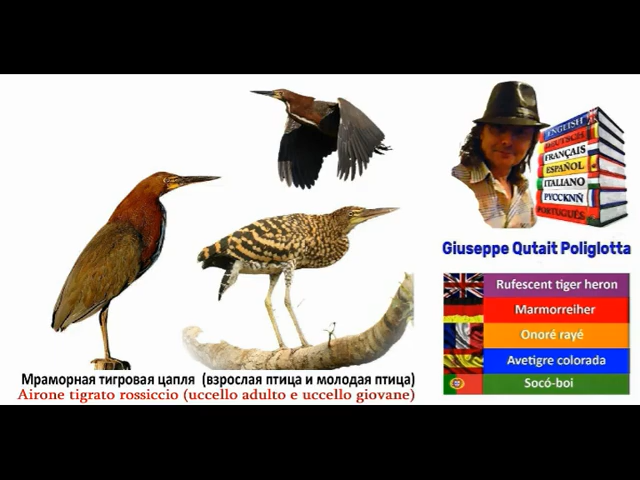 ENGLISH
DEUTSCH
FRANÇAIS
ESPAÑOL
ITALIANO
РУССКNЙ
PORTUGUÊS
Giuseppe Qutait Poliglotta
Rufescent tiger heron
Marmorreiher
Onoré rayé
Avetigre colorada
Socó-boi
Мраморная тигровая цапля (взрослая птица и молодая птица)
Airone tigrato rossiccio (uccello adulto e uccello giovane)